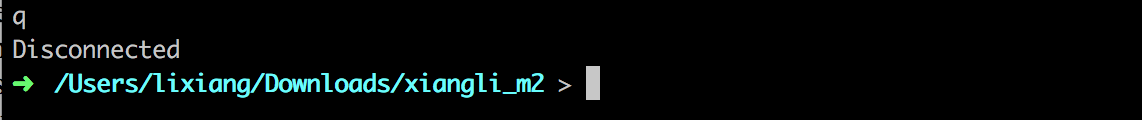 q
Disconnected
➜ /Users/lixiang/Downloads/xiangli_m2 >